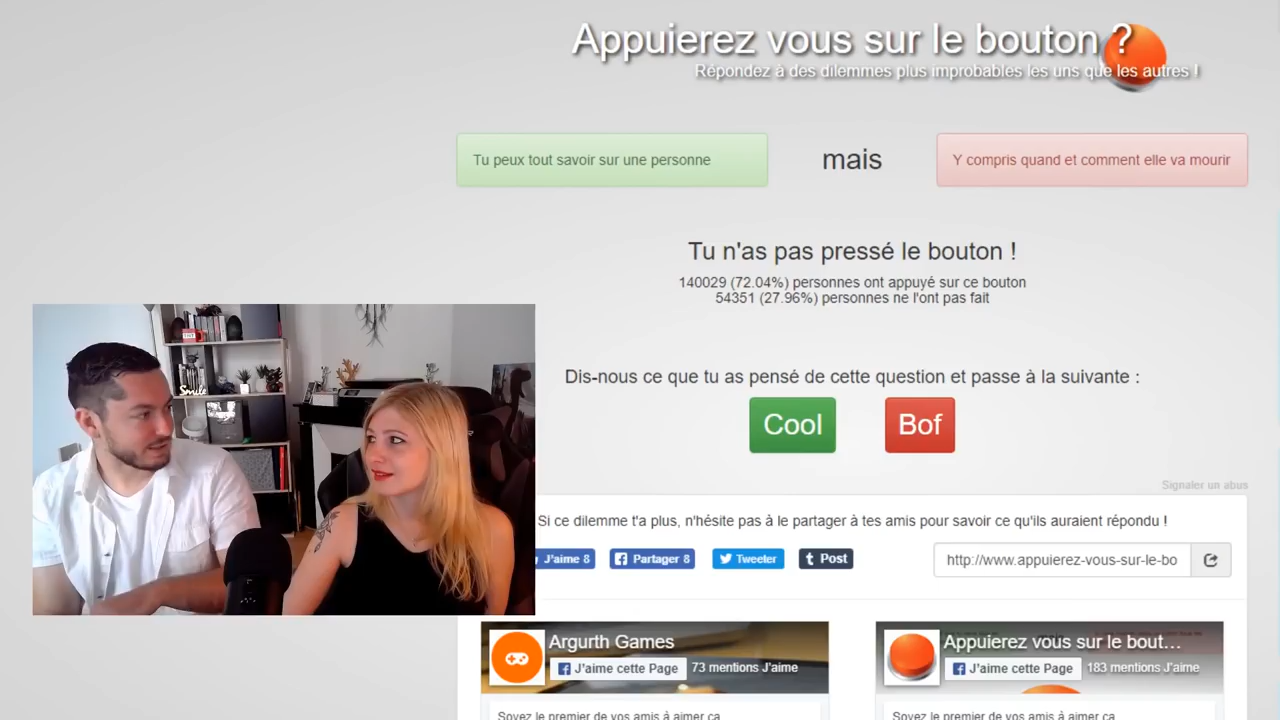 Appuierez vous sur le bouton ?
Répondez à des dilemmes plus improbables les uns que les autres !
Tu peux tout savoir sur une personne
mais
Y compris quand et comment elle va mourir
Tu n'as pas pressé le bouton !
140029 (72.04%) personnes ont appuyé sur ce bouton
54351 (27.96%) personnes ne l'ont pas fait
Dis-nous ce que tu as pensé de cette question et passe à la suivante :
Cool
Bof
Signaler un abus
Si ce dilemme t'a plus, n'hésite pas à le partager à tes amis pour savoir ce qu'ils auraient répondu !
J'aime 8
Partager 8
Tweeter
Post
http://www.appuierez-vous-sur-le-bo
Smile
Argurth Games
J'aime cette Page
73 mentions J'aime
Appuierez vous sur le bout...
J'aime cette Page
183 mentions J'aime
Soyez le premier de vos amis à aimer ça
Soyez le premier de vos amis à aimer ça